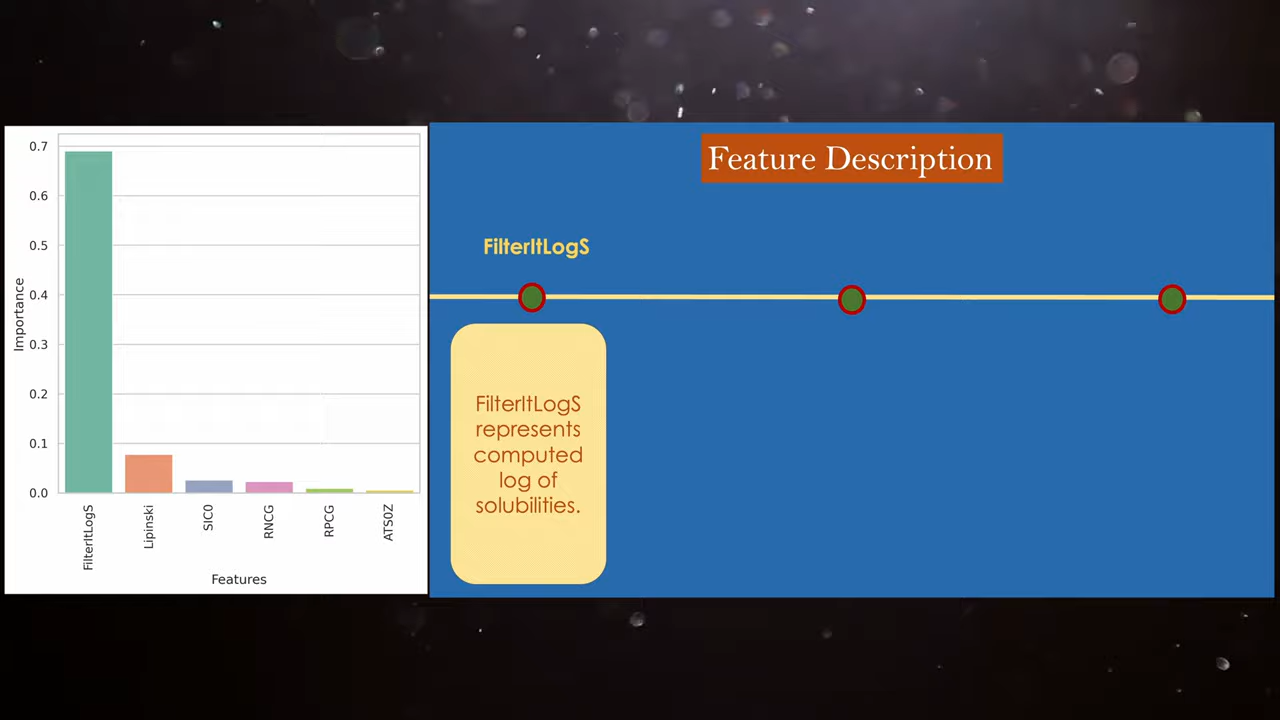 0.7
0.6
0.5
0.4
0.3
0.2
0.1
0.0
Importance
FilterItLogS
Lipinski
SIC0
RNCG
RPCG
ATS0Z
Features
Feature Description
FilterItLogS
FilterItLogS
represents
computed
log of
solubilities.